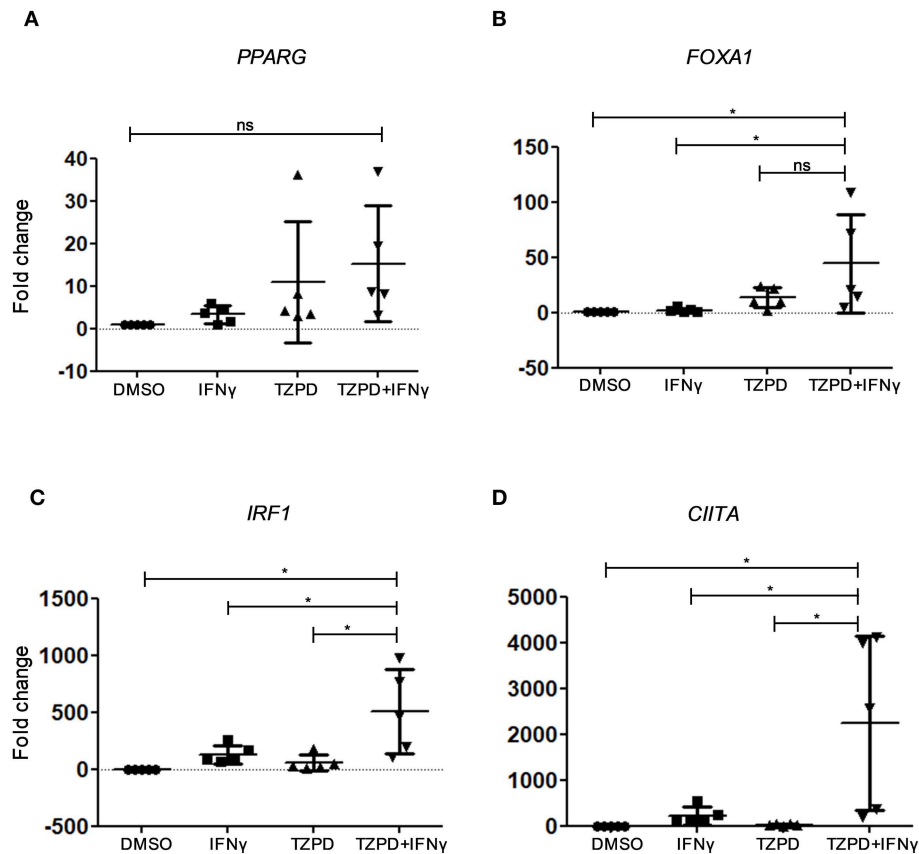 A
PPARG
ns
40
30
20
10
0
-10
Fold change
DMSO IFNγ TZPD TZPD+IFNγ
B
FOXA1
*
*
ns
150
100
50
0
-50
DMSO IFNγ TZPD TZPD+IFNγ
C
IRF1
*
*
*
1500
1000
500
0
-500
Fold change
DMSO IFNγ TZPD TZPD+IFNγ
D
CIITA
*
*
*
5000
4000
3000
2000
1000
0
DMSO IFNγ TZPD TZPD+IFNγ